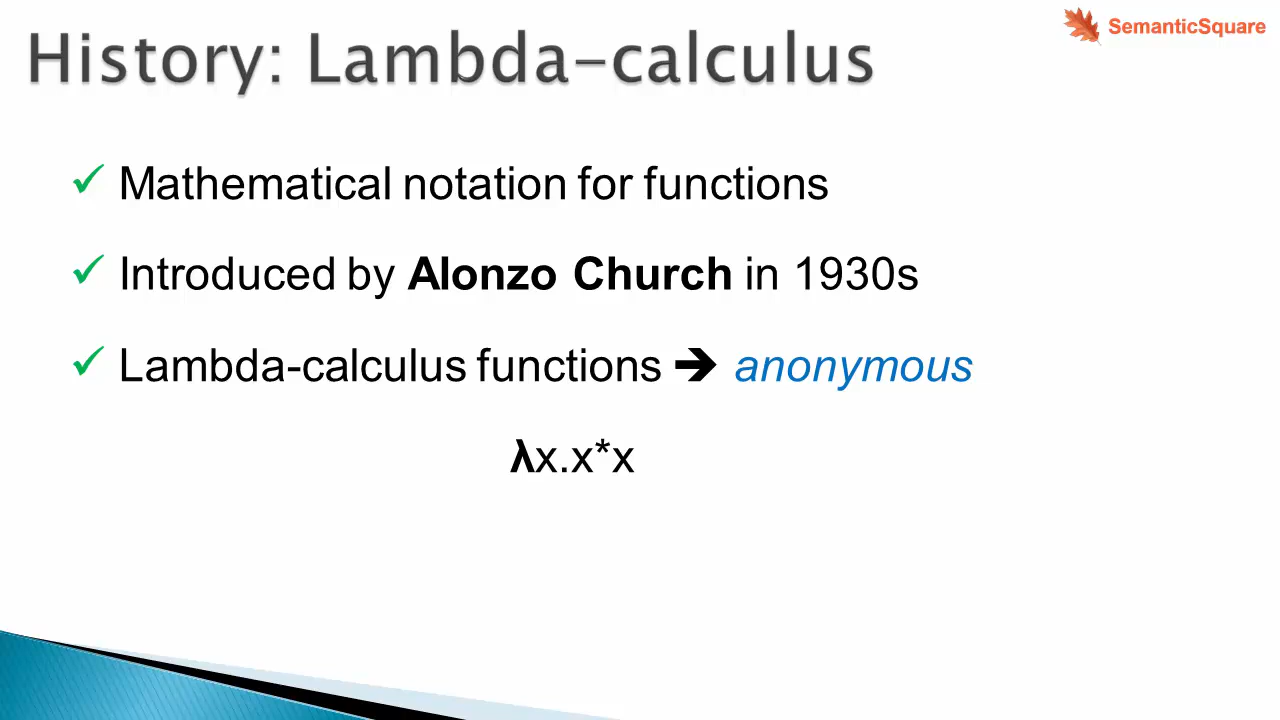 History: Lambda-calculus
SemanticSquare
✓ Mathematical notation for functions
✓ Introduced by Alonzo Church in 1930s
✓ Lambda-calculus functions ➔ anonymous
λx.x*x